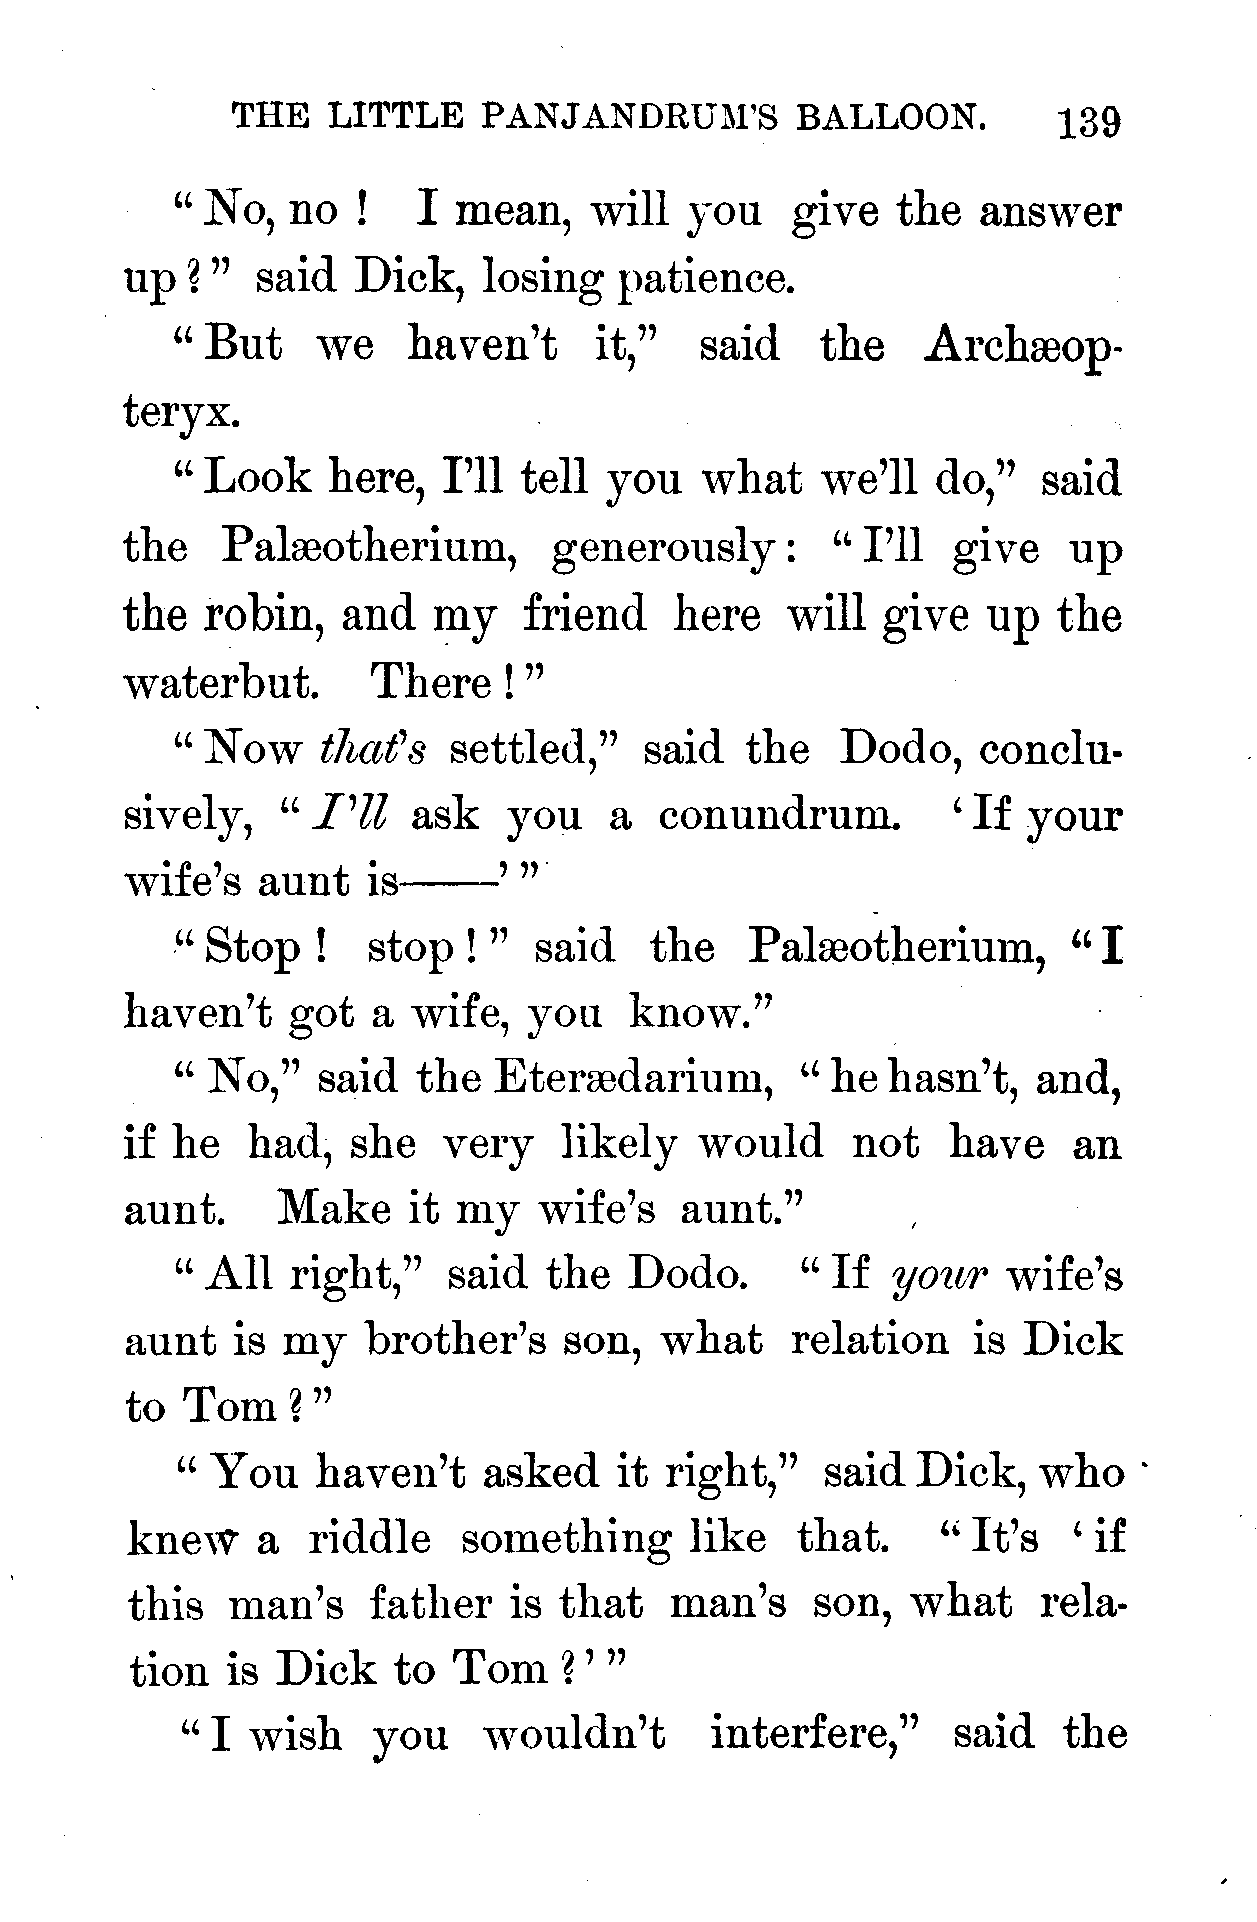 THE LITTLE PANJANDRUM'S BALLOON. 139
“ No, no ! I mean, will you give the answer
up ? ” said Dick, losing patience.
“ But we haven't it,” said the Archæop-
teryx.
“ Look here, I'll tell you what we'll do,” said
the Palæotherium, generously : “ I'll give up
the robin, and my friend here will give up the
waterbut. There ! ”
“ Now that's settled,” said the Dodo, conclu-
sively, “ I'll ask you a conundrum. ‘ If your
wife's aunt is——’ ”
“ Stop ! stop ! ” said the Palæotherium, “ I
haven't got a wife, you know.”
“ No,” said the Eterædarium, “ he hasn't, and,
if he had, she very likely would not have an
aunt. Make it my wife's aunt.”
“ All right,” said the Dodo. “ If your wife's
aunt is my brother's son, what relation is Dick
to Tom ? ”
“ You haven't asked it right,” said Dick, who
knew a riddle something like that. “ It's ‘ if
this man's father is that man's son, what rela-
tion is Dick to Tom ? ’ ”
“ I wish you wouldn't interfere,” said the